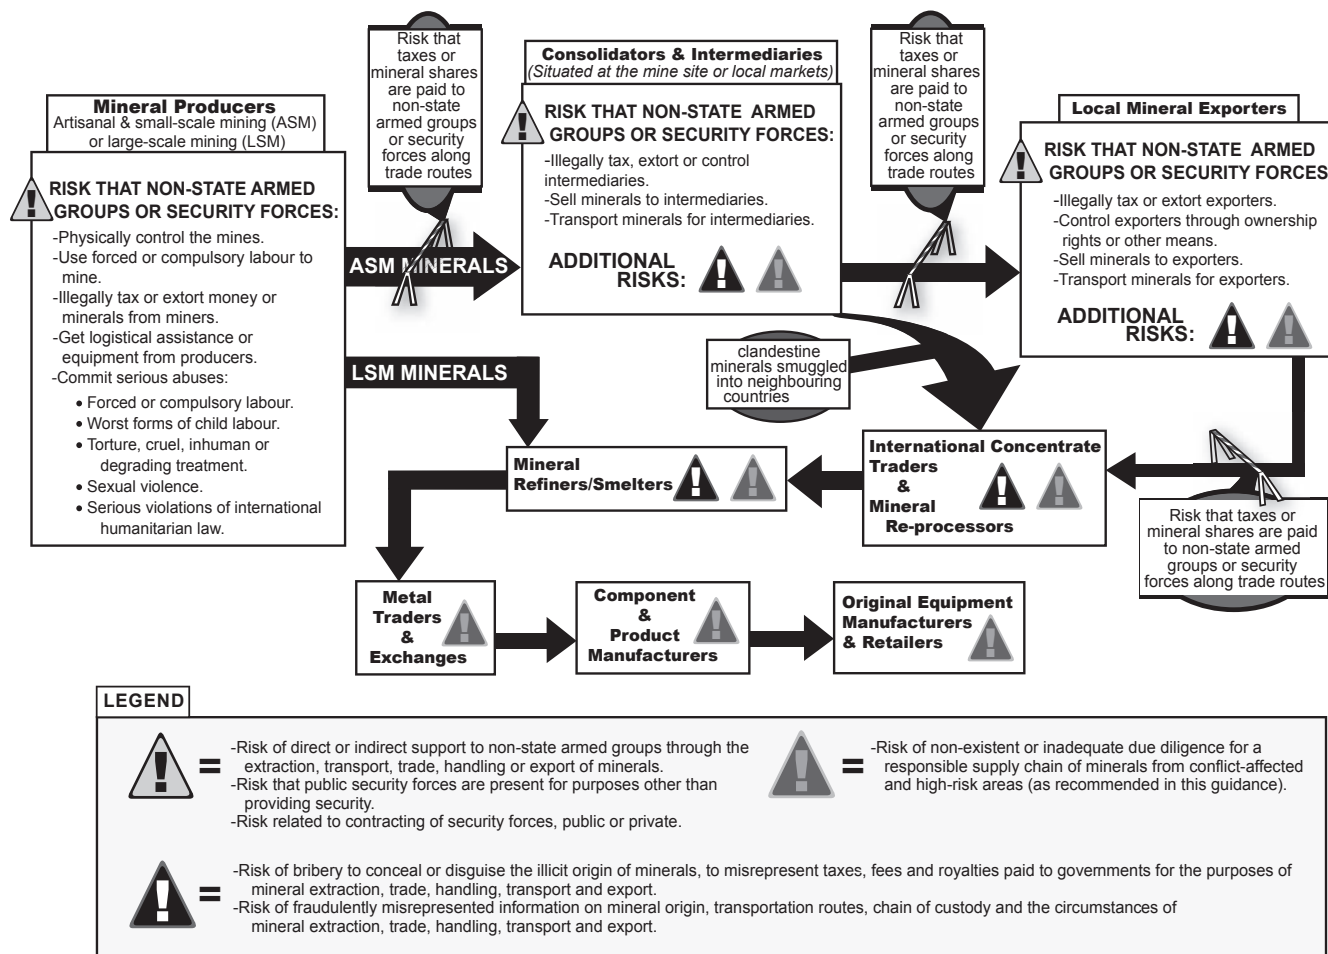 Mineral Producers
Artisanal & small-scale mining (ASM)
or large-scale mining (LSM)
RISK THAT NON-STATE ARMED
GROUPS OR SECURITY FORCES:
-Physically control the mines.
-Use forced or compulsory labour to
mine.
-Illegally tax or extort money or
minerals from miners.
-Get logistical assistance or
equipment from producers.
-Commit serious abuses:
• Forced or compulsory labour.
• Worst forms of child labour.
• Torture, cruel, inhuman or
degrading treatment.
• Sexual violence.
• Serious violations of international
humanitarian law.
Risk that
taxes or
mineral shares
are paid to
non-state
armed groups
or security
forces along
trade routes
ASM MINERALS
LSM MINERALS
Consolidators & Intermediaries
(Situated at the mine site or local markets)
RISK THAT NON-STATE ARMED
GROUPS OR SECURITY FORCES:
-Illegally tax, extort or control
intermediaries.
-Sell minerals to intermediaries.
-Transport minerals for intermediaries.
ADDITIONAL
RISKS:
Risk that
taxes or
mineral shares
are paid to
non-state
armed groups
or security
forces along
trade routes
Local Mineral Exporters
RISK THAT NON-STATE ARMED
GROUPS OR SECURITY FORCES
-Illegally tax or extort exporters.
-Control exporters through ownership
rights or other means.
-Sell minerals to exporters.
-Transport minerals for exporters.
ADDITIONAL
RISKS:
clandestine
minerals smuggled
into neighbouring
countries
Mineral
Refiners/Smelters
International Concentrate
Traders
&
Mineral
Re-processors
Risk that taxes or
mineral shares are paid
to non-state armed
groups or security
forces along trade routes
Metal
Traders
&
Exchanges
Component
&
Product
Manufacturers
Original Equipment
Manufacturers
& Retailers
LEGEND
! =
-Risk of direct or indirect support to non-state armed groups through the
extraction, transport, trade, handling or export of minerals.
-Risk that public security forces are present for purposes other than
providing security.
-Risk related to contracting of security forces, public or private.
! =
-Risk of non-existent or inadequate due diligence for a
responsible supply chain of minerals from conflict-affected
and high-risk areas (as recommended in this guidance).
! =
-Risk of bribery to conceal or disguise the illicit origin of minerals, to misrepresent taxes, fees and royalties paid to governments for the purposes of
mineral extraction, trade, handling, transport and export.
-Risk of fraudulently misrepresented information on mineral origin, transportation routes, chain of custody and the circumstances of
mineral extraction, trade, handling, transport and export.